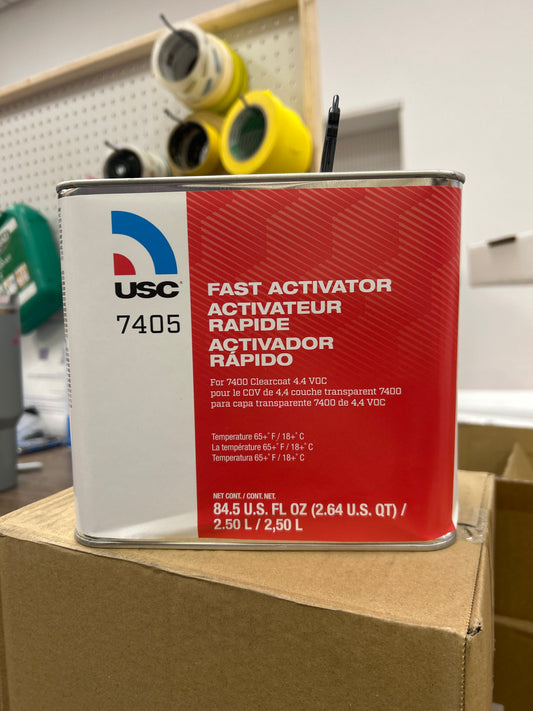 USC
7405
FAST ACTIVATOR
ACTIVATEUR
RAPIDE
ACTIVADOR
RÁPIDO
For 7400 Clearcoat 4.4 VOC
pour le COV de 4,4 couche transparent 7400
para capa transparente 7400 de 4,4 VOC
Temperature 65+° F / 18+° C
La température 65+° F / 18+° C
Temperatura 65+° F / 18+° C
NET CONT. / CONT. NET.
84.5 U.S. FL OZ (2.64 U.S. QT) /
2.50 L / 2,50 L